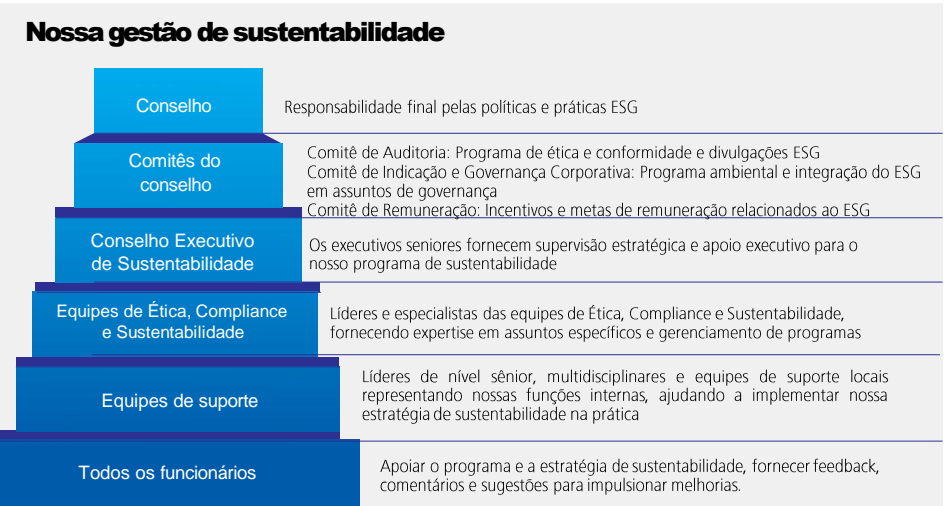 Nossa gestão de sustentabilidade
Conselho
Responsabilidade final pelas políticas e práticas ESG
Comitês do
conselho
Comitê de Auditoria: Programa de ética e conformidade e divulgações ESG
Comitê de Indicação e Governança Corporativa: Programa ambiental e integração do ESG
em assuntos de governança
Comitê de Remuneração: Incentivos e metas de remuneração relacionados ao ESG
Conselho Executivo
de Sustentabilidade
Os executivos seniores fornecem supervisão estratégica e apoio executivo para o
nosso programa de sustentabilidade
Equipes de Ética, Compliance
e Sustentabilidade
Líderes e especialistas das equipes de Ética, Compliance e Sustentabilidade,
fornecendo expertise em assuntos específicos e gerenciamento de programas
Equipes de suporte
Líderes de nível sênior, multidisciplinares e equipes de suporte locais
representando nossas funções internas, ajudando a implementar nossa
estratégia de sustentabilidade na prática
Todos os funcionários
Apoiar o programa e a estratégia de sustentabilidade, fornecer feedback,
comentários e sugestões para impulsionar melhorias.